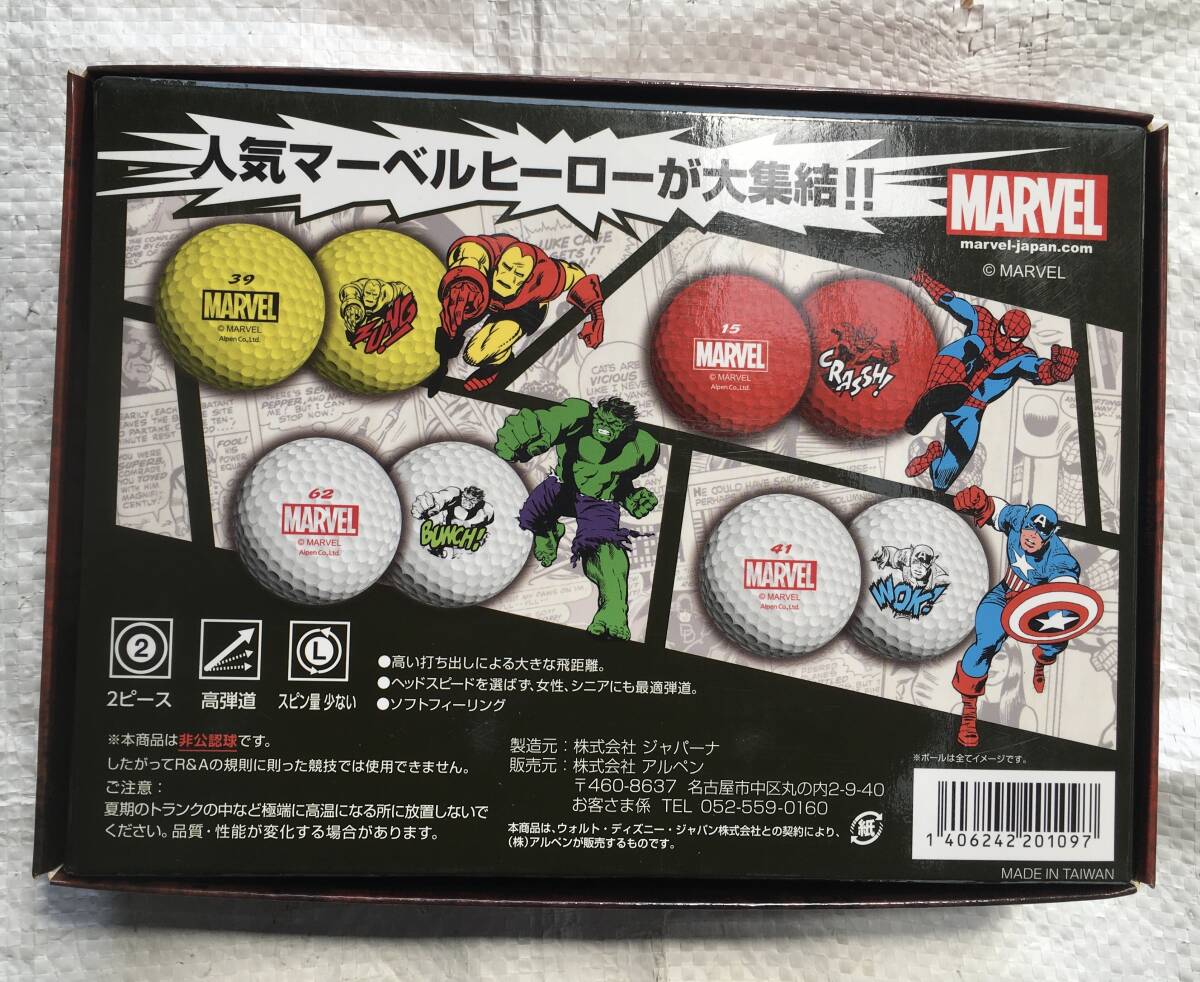 人気マーベルヒーローが大集結!!
MARVEL
marvel-japan.com
© MARVEL
39
MARVEL
© MARVEL
Alpen Co., Ltd.
ZUNG
LUKE CAGE
15
MARVEL
© MARVEL
Alpen Co., Ltd.
CRASSH!
CATS ARE
VICIOUS
62
MARVEL
© MARVEL
Alpen Co., Ltd.
BUNCH!
FOOL!
41
MARVEL
© MARVEL
Alpen Co., Ltd.
WOK!
2
L
2ピース
高弾道
スピン量 少ない
●高い打ち出しによる大きな飛距離。
●ヘッドスピードを選ばず、女性、シニアにも最適弾道。
●ソフトフィーリング
※本商品は非公認球です。
したがってR&Aの規則に則った競技では使用できません。
ご注意:
夏期のトランクの中など極端に高温になる所に放置しないで
ください。品質・性能が変化する場合があります。
製造元:株式会社 ジャパーナ
販売元:株式会社 アルペン
〒460-8637 名古屋市中区丸の内2-9-40
お客さま係 TEL 052-559-0160
本商品は、ウォルト・ディズニー・ジャパン株式会社との契約により、
(株)アルペンが販売するものです。
紙
※ボールは全てイメージです。
1 406242 201097
MADE IN TAIWAN